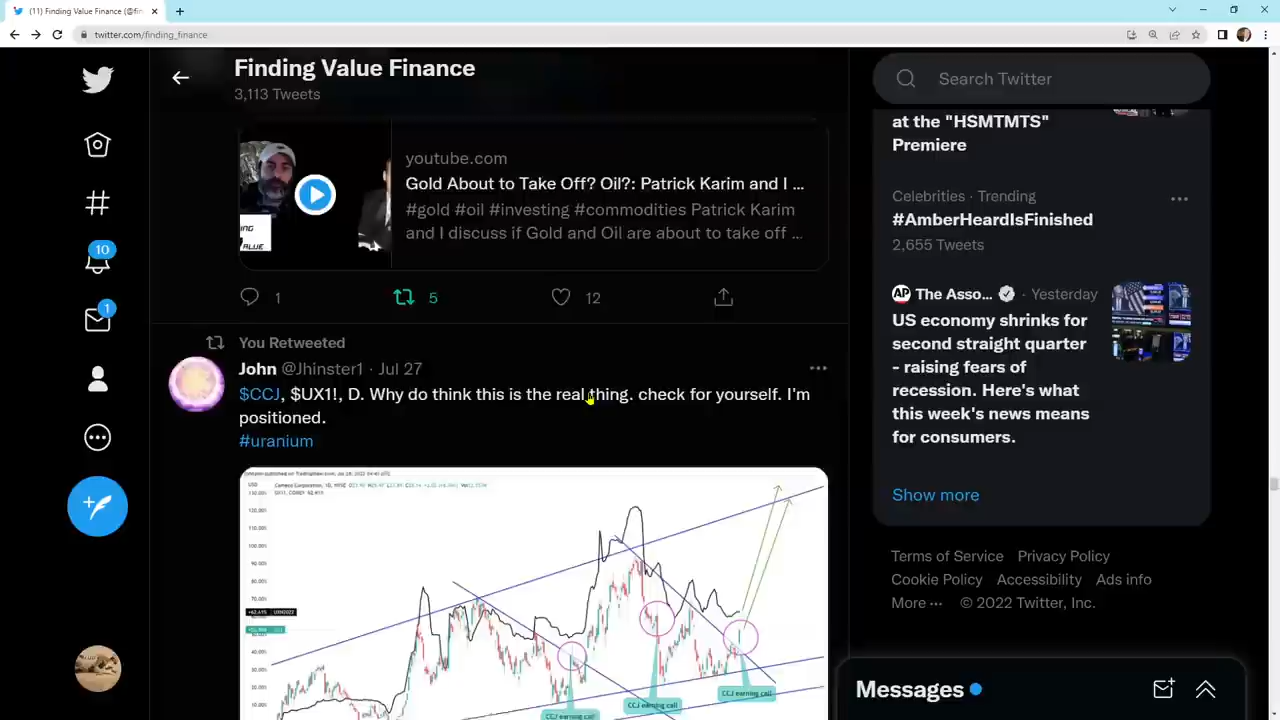 (11) Finding Value Finance (@fin
twitter.com/finding_finance
Finding Value Finance
3,113 Tweets
Search Twitter
youtube.com
Gold About to Take Off? Oil?: Patrick Karim and I ...
#gold #oil #investing #commodities Patrick Karim
and I discuss if Gold and Oil are about to take off ...
1
5
12
You Retweeted
John @Jhinster1 · Jul 27
$CCJ, $UX1!, D. Why do think this is the real thing. check for yourself. I'm
positioned.
#uranium
USD
CCJ earning call
CCJ earning call
CCJ earning call
10
1
at the "HSMTMTS"
Premiere
Celebrities · Trending
#AmberHeardIsFinished
2,655 Tweets
AP
The Asso... · Yesterday
US economy shrinks for
second straight quarter
- raising fears of
recession. Here's what
this week's news means
for consumers.
Show more
Terms of Service Privacy Policy
Cookie Policy Accessibility Ads info
More ··· © 2022 Twitter, Inc.
Messages